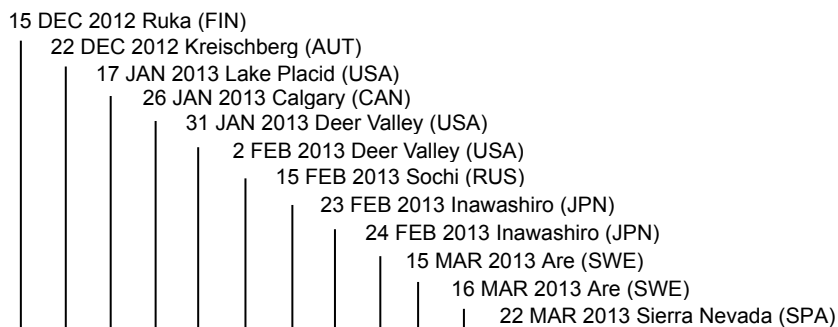 15 DEC 2012 Ruka (FIN)
22 DEC 2012 Kreischberg (AUT)
17 JAN 2013 Lake Placid (USA)
26 JAN 2013 Calgary (CAN)
31 JAN 2013 Deer Valley (USA)
2 FEB 2013 Deer Valley (USA)
15 FEB 2013 Sochi (RUS)
23 FEB 2013 Inawashiro (JPN)
24 FEB 2013 Inawashiro (JPN)
15 MAR 2013 Are (SWE)
16 MAR 2013 Are (SWE)
22 MAR 2013 Sierra Nevada (SPA)